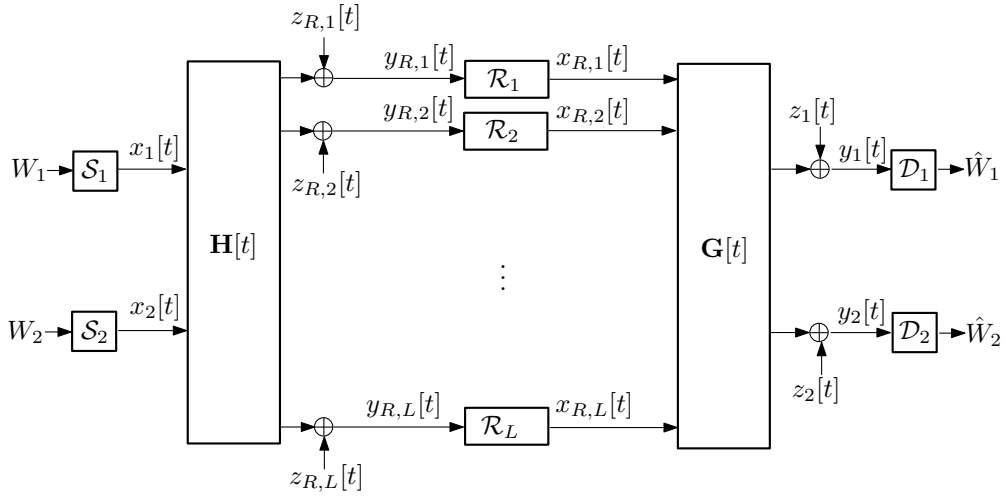 z_{R,1}[t]
y_{R,1}[t] R_1 x_{R,1}[t]
y_{R,2}[t] R_2 x_{R,2}[t]
z_{R,2}[t]
z_1[t]
W_1 S_1 x_1[t]
y_1[t] D_1 Ŵ_1
H[t]
⋮
G[t]
W_2 S_2 x_2[t]
y_2[t] D_2 Ŵ_2
z_2[t]
y_{R,L}[t] R_L x_{R,L}[t]
z_{R,L}[t]